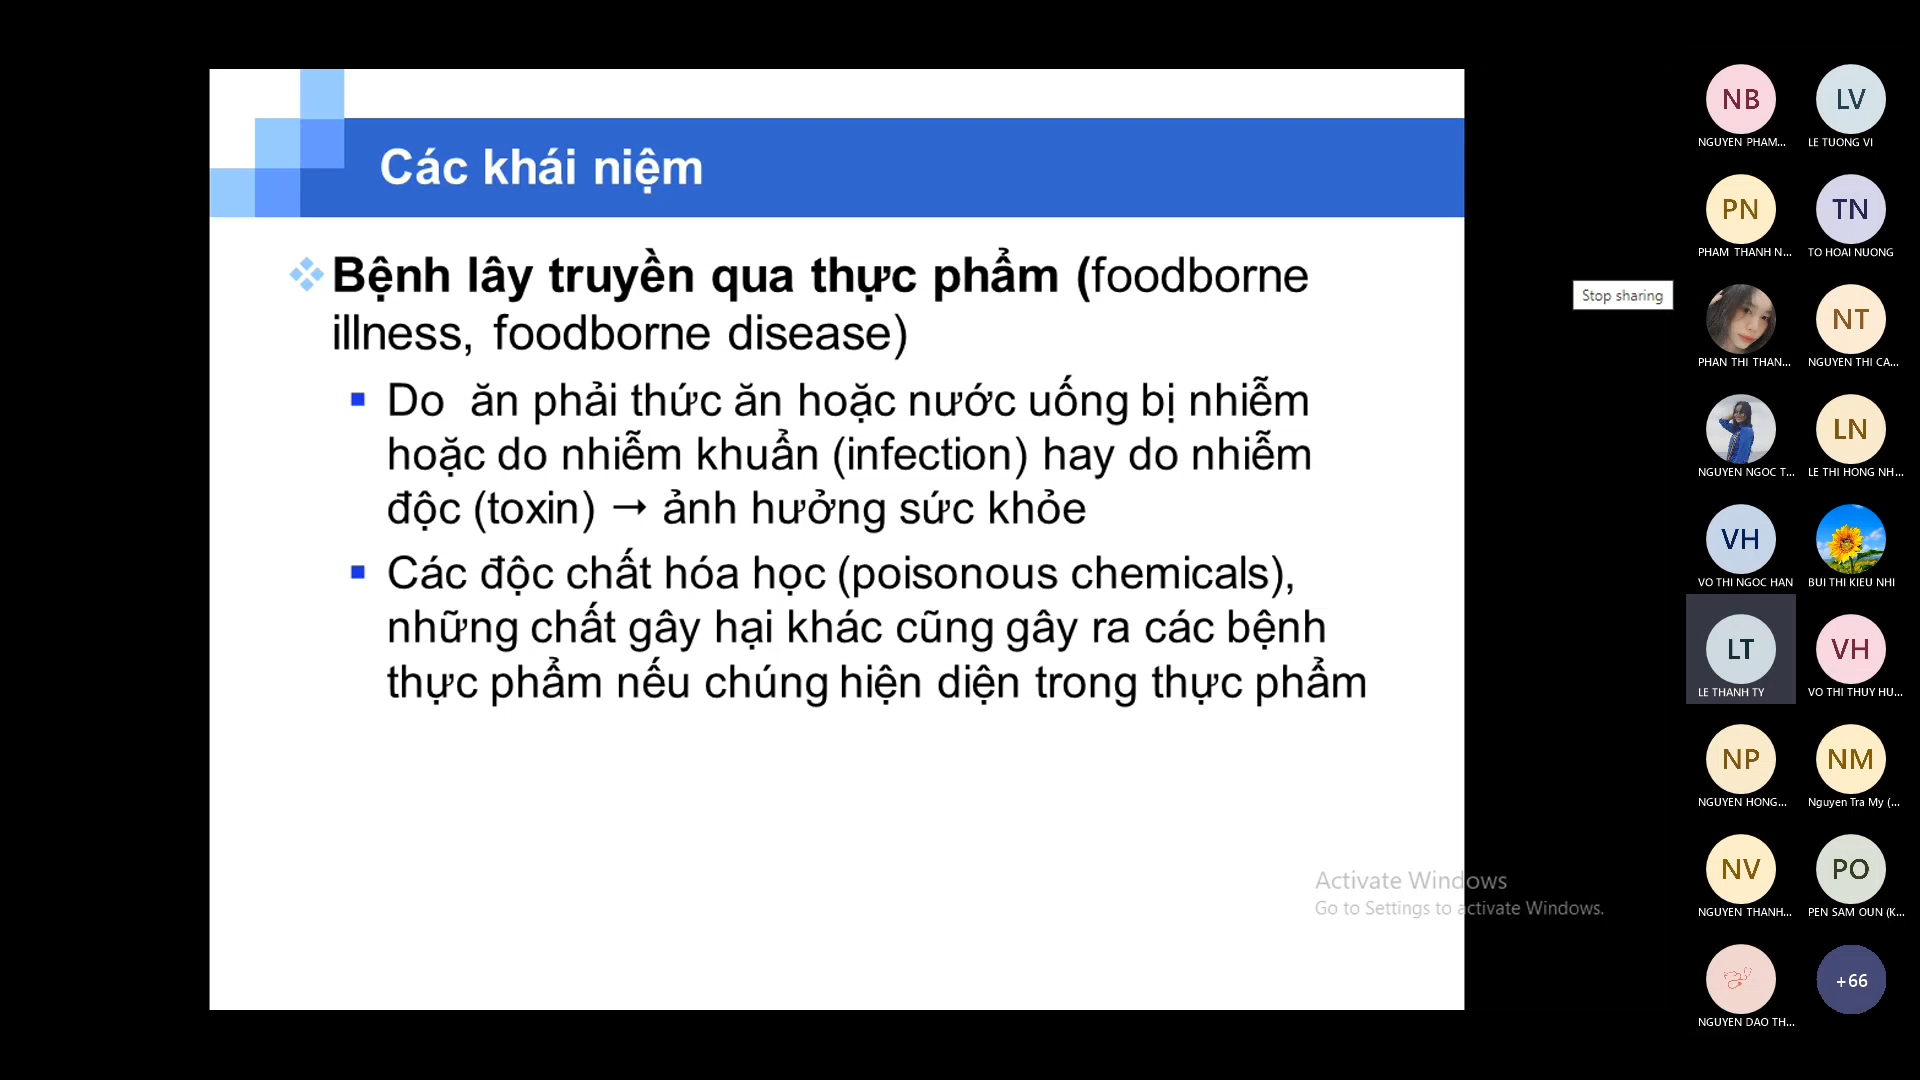 Các khái niệm
Bệnh lây truyền qua thực phẩm (foodborne
illness, foodborne disease)
Do ăn phải thức ăn hoặc nước uống bị nhiễm
hoặc do nhiễm khuẩn (infection) hay do nhiễm
độc (toxin) → ảnh hưởng sức khỏe
Các độc chất hóa học (poisonous chemicals),
những chất gây hại khác cũng gây ra các bệnh
thực phẩm nếu chúng hiện diện trong thực phẩm
Activate Windows
Go to Settings to activate Windows.
Stop sharing
NB LV
NGUYEN PHAM... LE TUONG VI
PN TN
PHAM THANH N... TO HOAI NUONG
NT
PHAN THI THAN... NGUYEN THI CA...
LN
NGUYEN NGOC T... LE THI HONG NH...
VH
VO THI NGOC HAN BUI THI KIEU NHI
LT VH
LE THANH TY VO THI THUY HU...
NP NM
NGUYEN HONG... Nguyen Tra My (...
NV PO
NGUYEN THANH... PEN SAM OUN (K...
+66
NGUYEN DAO TH...